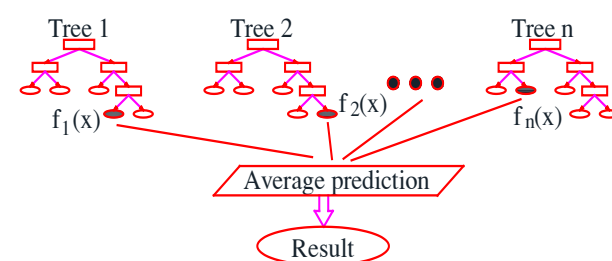 Tree 1
Tree 2
Tree n
f1(x)
f2(x)
fn(x)
Average prediction
Result